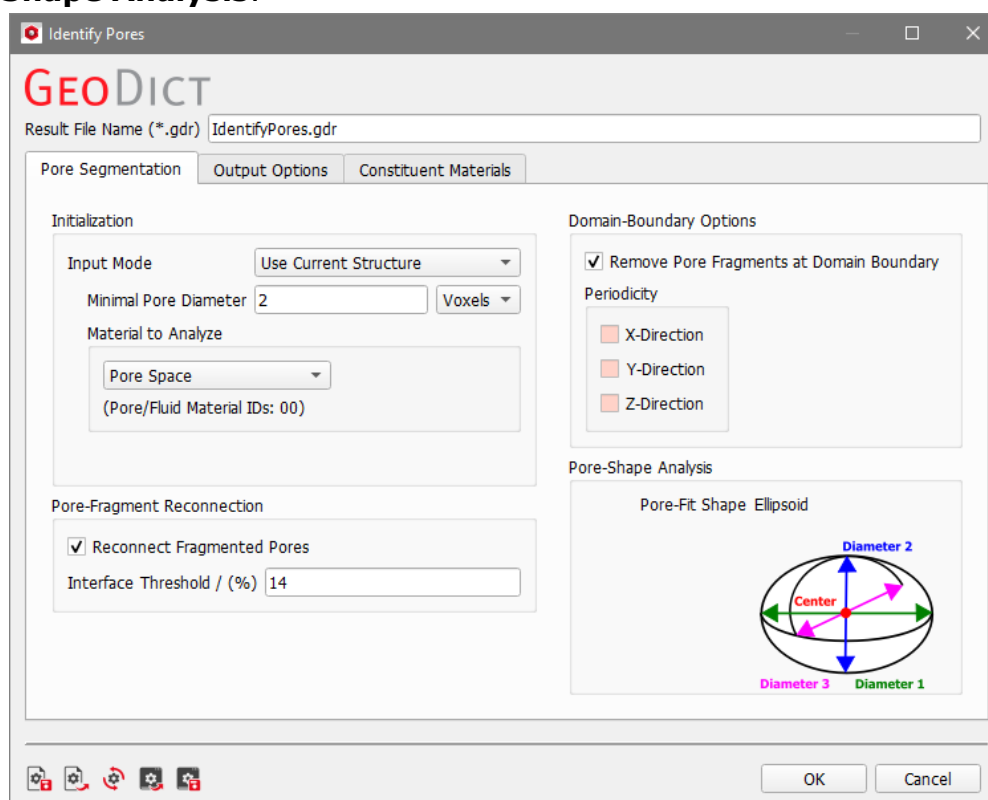 Shape Analysis.
Identify Pores
GEODICT
Result File Name (*.gdr) IdentifyPores.gdr
Pore Segmentation Output Options Constituent Materials
Initialization
Input Mode Use Current Structure
Minimal Pore Diameter 2 Voxels
Material to Analyze
Pore Space
(Pore/Fluid Material IDs: 00)
Pore-Fragment Reconnection
Reconnect Fragmented Pores
Interface Threshold / (%) 14
Domain-Boundary Options
Remove Pore Fragments at Domain Boundary
Periodicity
X-Direction
Y-Direction
Z-Direction
Pore-Shape Analysis
Pore-Fit Shape Ellipsoid
Diameter 2
Center
Diameter 3 Diameter 1
OK Cancel